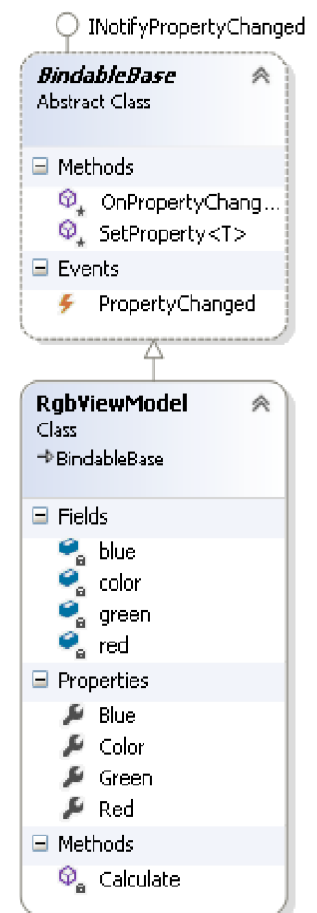 INotifyPropertyChanged
BindableBase
Abstract Class
Methods
OnPropertyChang...
SetProperty<T>
Events
PropertyChanged
RgbViewModel
Class
BindableBase
Fields
blue
color
green
red
Properties
Blue
Color
Green
Red
Methods
Calculate